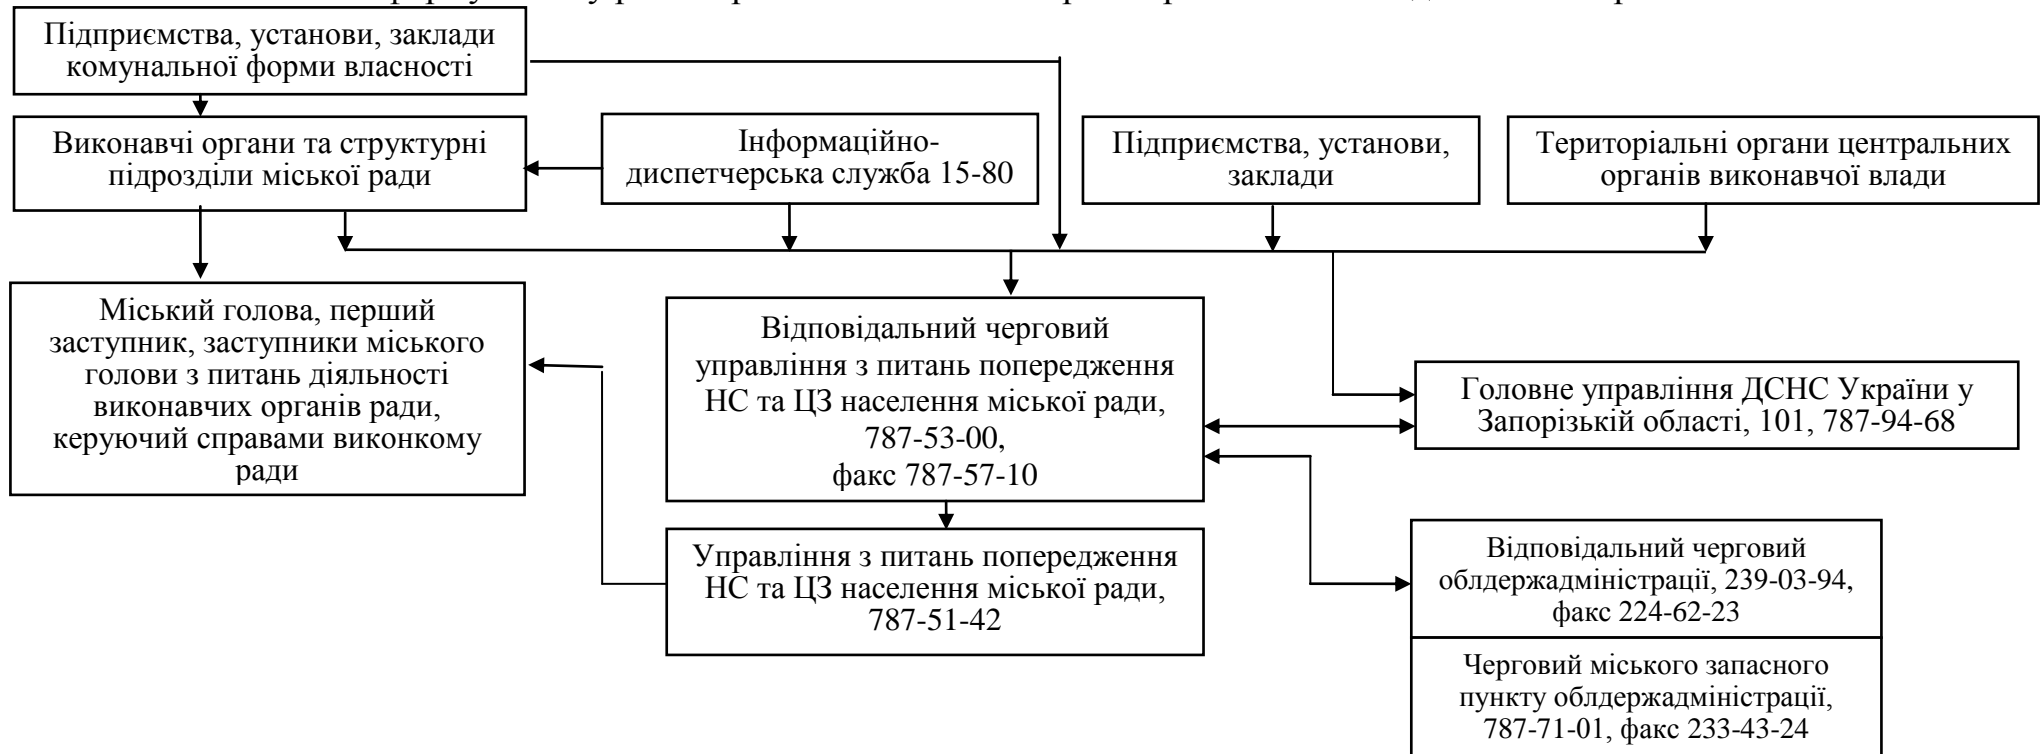 Підприємства, установи, заклади
комунальної форми власності
Виконавчі органи та структурні
підрозділи міської ради
Інформаційно-
диспетчерська служба 15-80
Підприємства, установи,
заклади
Територіальні органи центральних
органів виконавчої влади
Міський голова, перший
заступник, заступники міського
голови з питань діяльності
виконавчих органів ради,
керуючий справами виконкому
ради
Відповідальний черговий
управління з питань попередження
НС та ЦЗ населення міської ради,
787-53-00,
факс 787-57-10
Головне управління ДСНС України у
Запорізькій області, 101, 787-94-68
Управління з питань попередження
НС та ЦЗ населення міської ради,
787-51-42
Відповідальний черговий
облдержадміністрації, 239-03-94,
факс 224-62-23
Черговий міського запасного
пункту облдержадміністрації,
787-71-01, факс 233-43-24